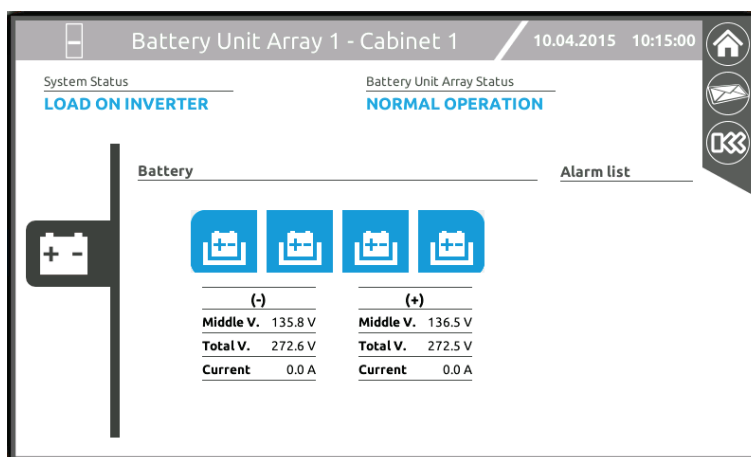 Battery Unit Array 1 - Cabinet 1
10.04.2015 10:15:00
System Status
LOAD ON INVERTER
Battery Unit Array Status
NORMAL OPERATION
Battery
Alarm list
+ -
+- +- +- +-
(-) (+)
Middle V. 135.8 V Middle V. 136.5 V
Total V. 272.6 V Total V. 272.5 V
Current 0.0 A Current 0.0 A